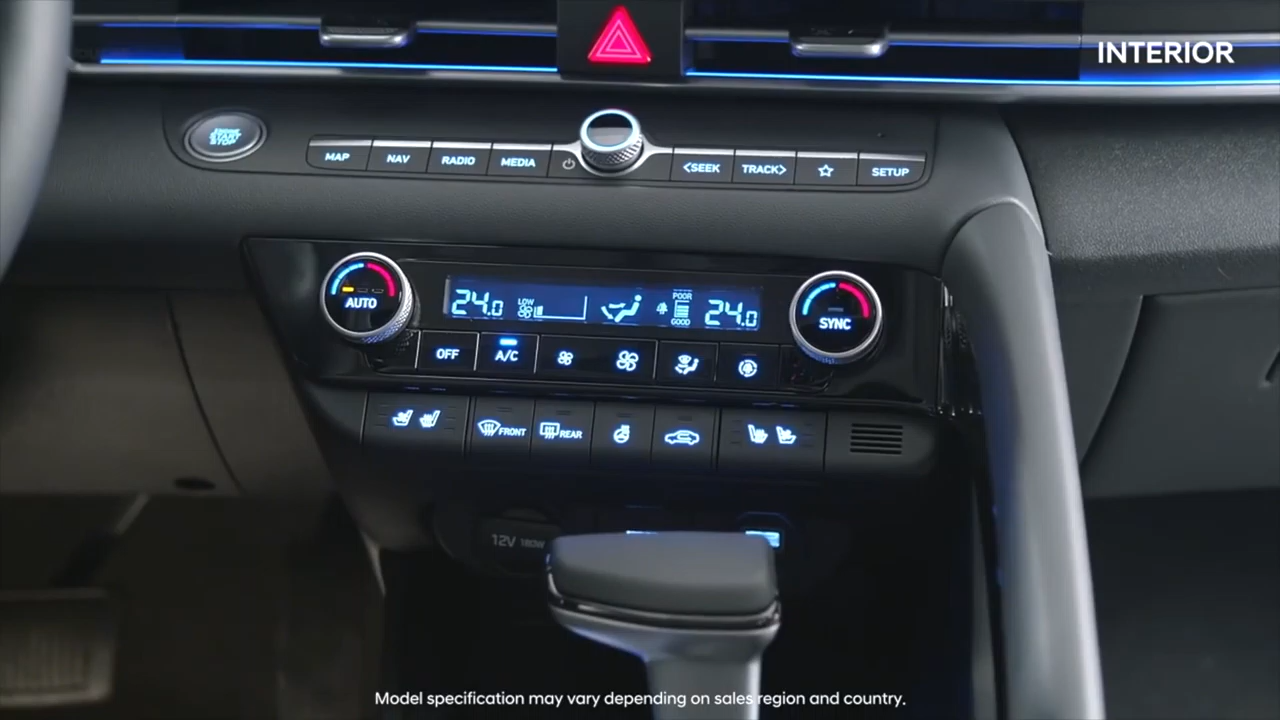 INTERIOR
START
STOP
MAP
NAV
RADIO
MEDIA
<SEEK
TRACK>
SETUP
AUTO
24.0
LOW
POOR
GOOD
24.0
SYNC
OFF
A/C
FRONT
REAR
12V 180W
Model specification may vary depending on sales region and country.